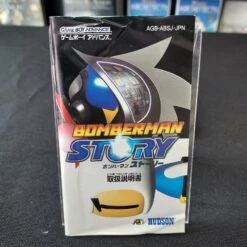 GAME BOY ADVANCE
ゲームボーイアドバンス
AGB-ABSJ-JPN
BOMBERMAN
STORY
ボンバーマン ストーリー
取扱説明書
HUDSON